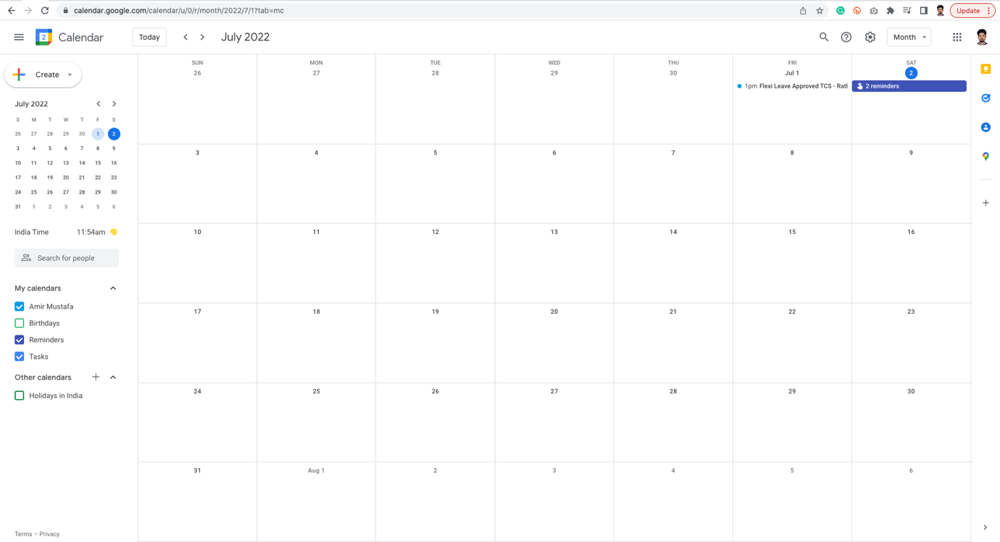 calendar.google.com/calendar/u/0/r/month/2022/7/1?tab=mc
Update
2
Calendar
Today
July 2022
Month
Create
July 2022
S M T W T F S
26 27 28 29 30 1 2
3 4 5 6 7 8 9
10 11 12 13 14 15 16
17 18 19 20 21 22 23
24 25 26 27 28 29 30
31 1 2 3 4 5 6
India Time 11:54am
Search for people
My calendars
Amir Mustafa
Birthdays
Reminders
Tasks
Other calendars
Holidays in India
Terms – Privacy
SUN MON TUE WED THU FRI SAT
26 27 28 29 30 Jul 1 2
1pm Flexi Leave Approved TCS - Ratl
2 reminders
3 4 5 6 7 8 9
10 11 12 13 14 15 16
17 18 19 20 21 22 23
24 25 26 27 28 29 30
31 Aug 1 2 3 4 5 6